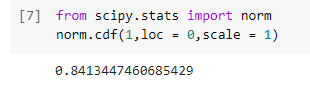 [7] from scipy.stats import norm
norm.cdf(1,loc = 0,scale = 1)
0.8413447460685429